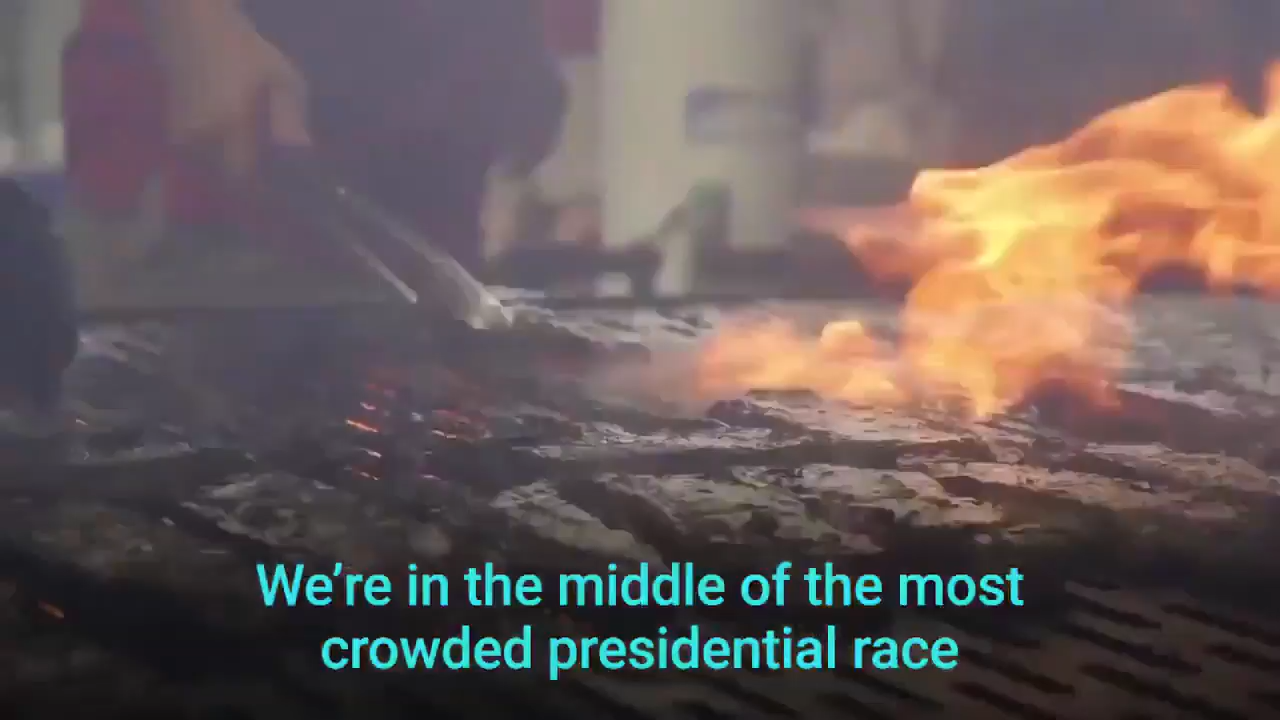 We’re in the middle of the most
crowded presidential race